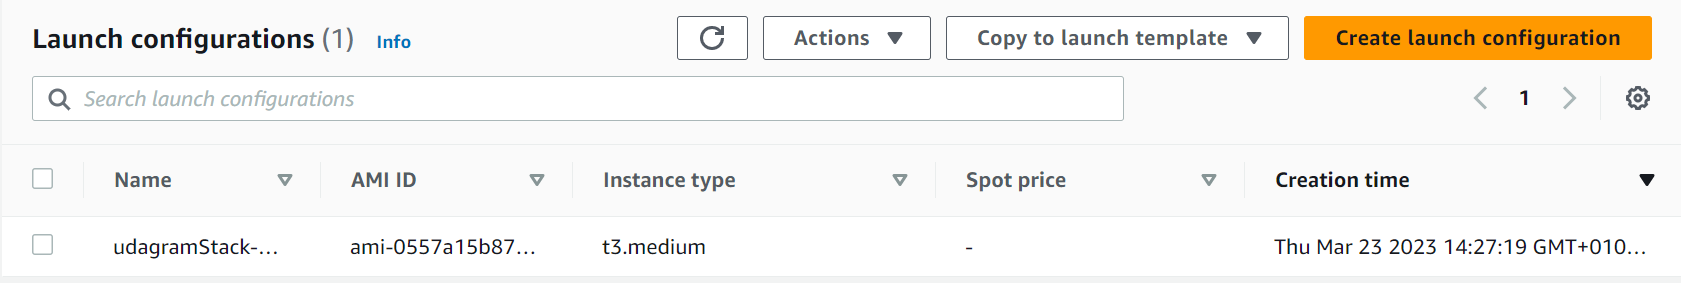 Launch configurations (1) Info Actions Copy to launch template Create launch configuration
Search launch configurations 1
Name AMI ID Instance type Spot price Creation time
udagramStack-... ami-0557a15b87... t3.medium - Thu Mar 23 2023 14:27:19 GMT+010...